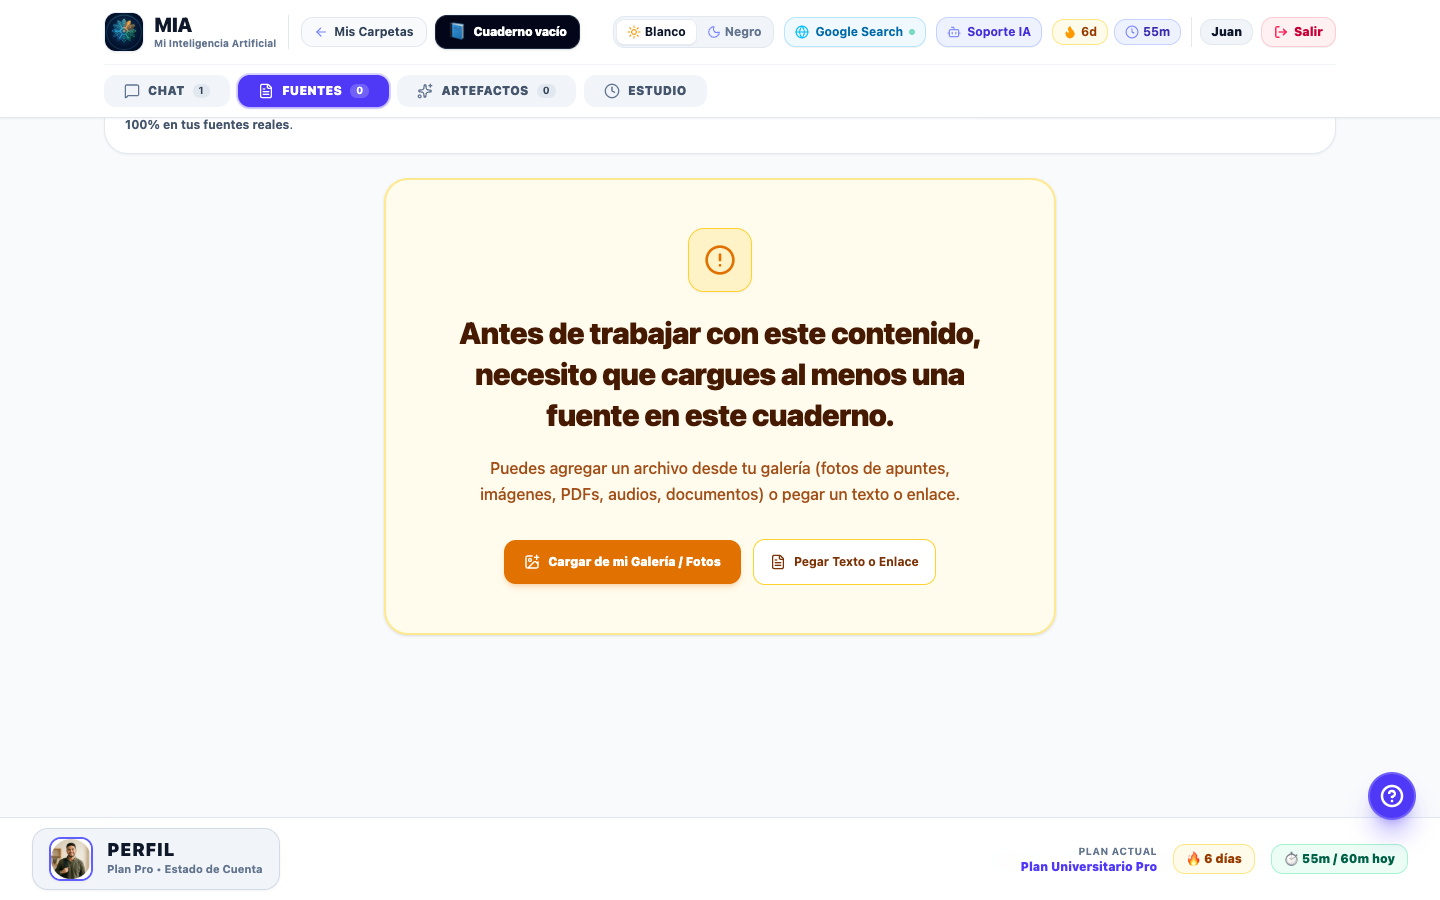 MIA
Mi Inteligencia Artificial
Mis Carpetas
Cuaderno vacío
Blanco
Negro
Google Search
Soporte IA
6d
55m
Juan
Salir
CHAT 1
FUENTES 0
ARTEFACTOS 0
ESTUDIO
100% en tus fuentes reales.
Antes de trabajar con este contenido,
necesito que cargues al menos una
fuente en este cuaderno.
Puedes agregar un archivo desde tu galería (fotos de apuntes,
imágenes, PDFs, audios, documentos) o pegar un texto o enlace.
Cargar de mi Galería / Fotos
Pegar Texto o Enlace
PERFIL
Plan Pro • Estado de Cuenta
PLAN ACTUAL
Plan Universitario Pro
6 días
55m / 60m hoy